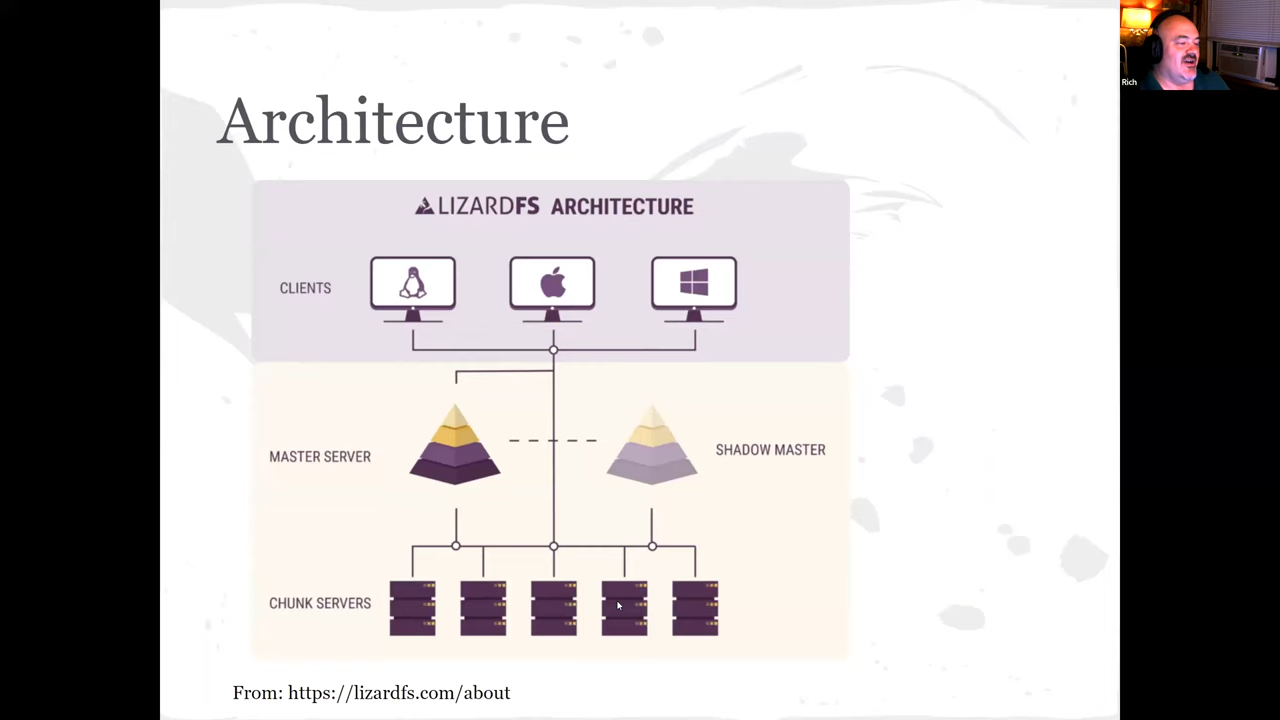 Rich
Architecture
LIZARDFS ARCHITECTURE
CLIENTS
MASTER SERVER
SHADOW MASTER
CHUNK SERVERS
From: https://lizardfs.com/about